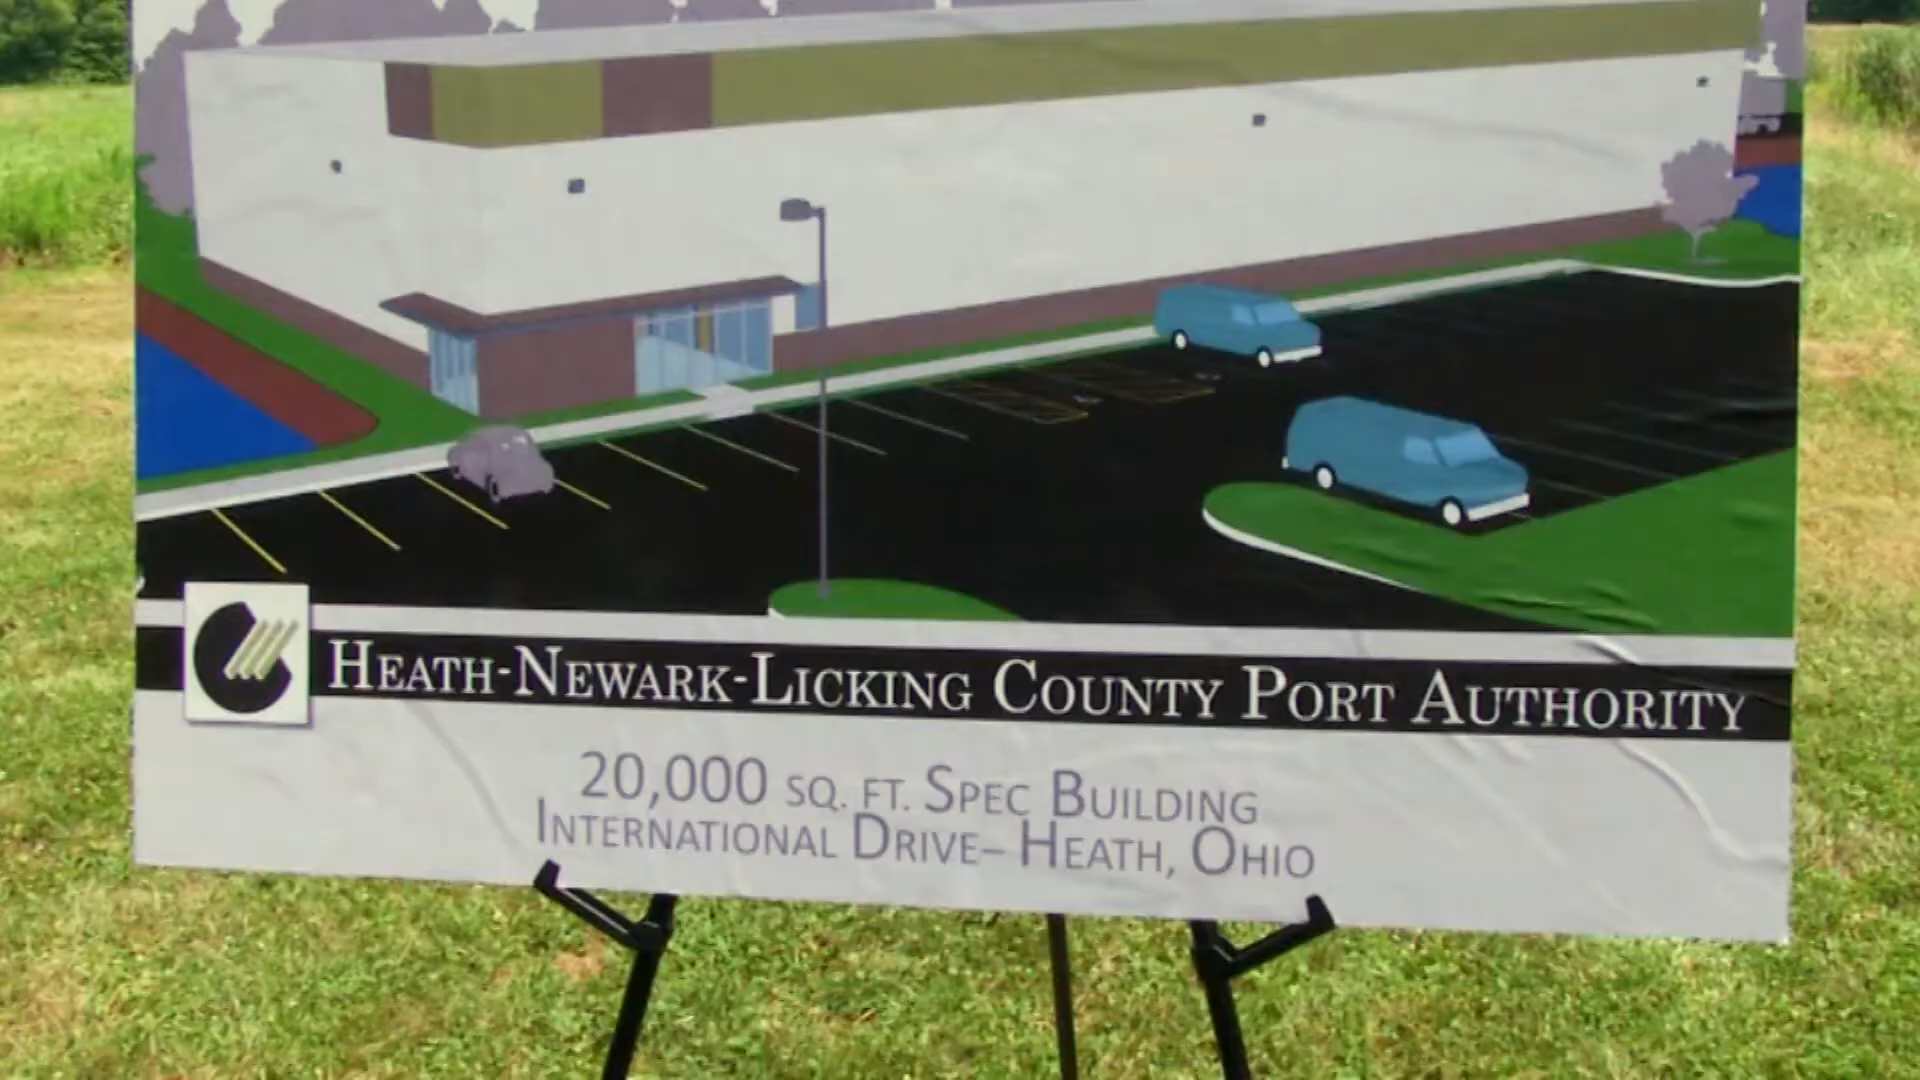 Heath-Newark-Licking County Port Authority
20,000 sq. ft. Spec Building
International Drive– Heath, Ohio